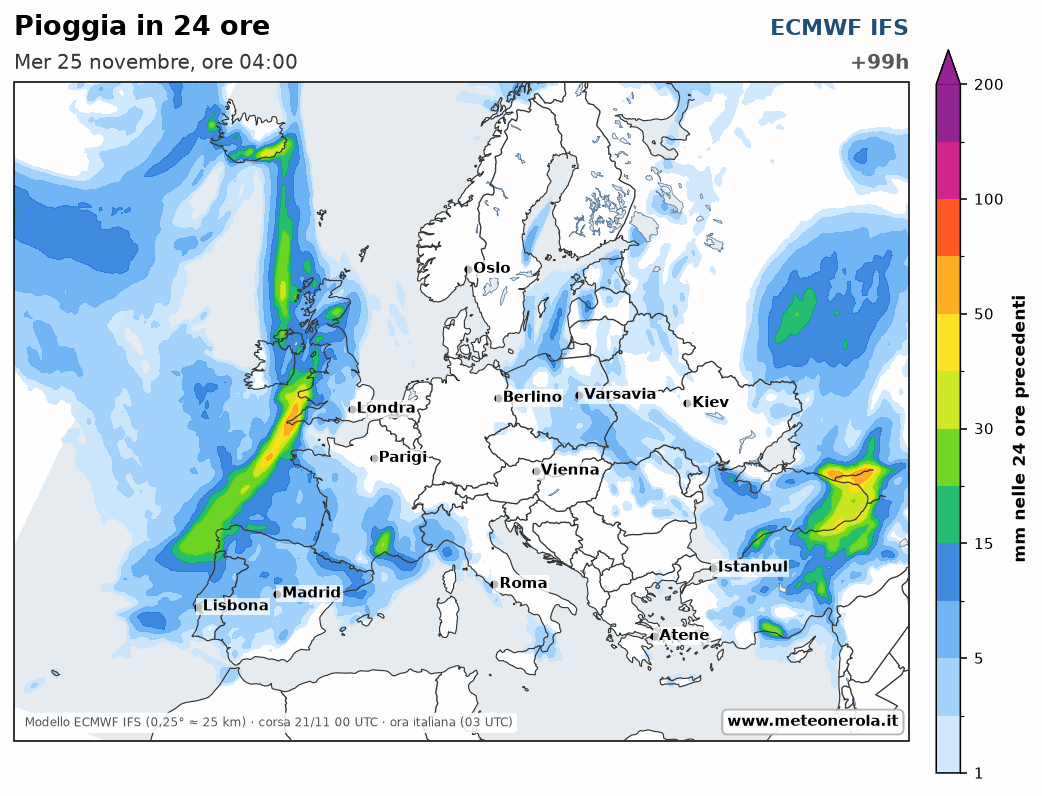 Pioggia in 24 ore
ECMWF IFS
Mer 25 novembre, ore 04:00
+99h
200
100
50
30
15
5
1
mm nelle 24 ore precedenti
Oslo
Berlino
Varsavia
Kiev
Londra
Parigi
Vienna
Istanbul
Roma
Madrid
Lisbona
Atene
Modello ECMWF IFS (0,25° ≈ 25 km) · corsa 21/11 00 UTC · ora italiana (03 UTC)
www.meteonerola.it